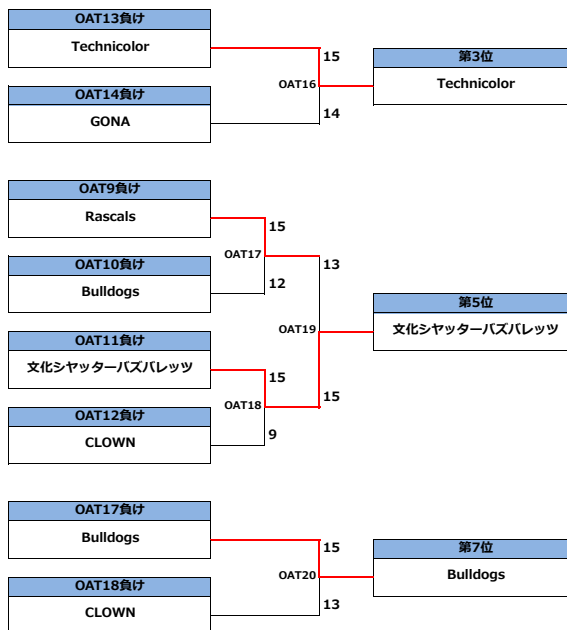 OAT13負け
Technicolor
15
第3位
OAT16
Technicolor
OAT14負け
14
GONA
OAT9負け
Rascals
15
OAT17
13
OAT10負け
12
Bulldogs
第5位
OAT19
文化シヤッターバズバレッツ
OAT11負け
文化シヤッターバズバレッツ
15
OAT18
15
OAT12負け
9
CLOWN
OAT17負け
Bulldogs
15
第7位
OAT20
Bulldogs
OAT18負け
13
CLOWN